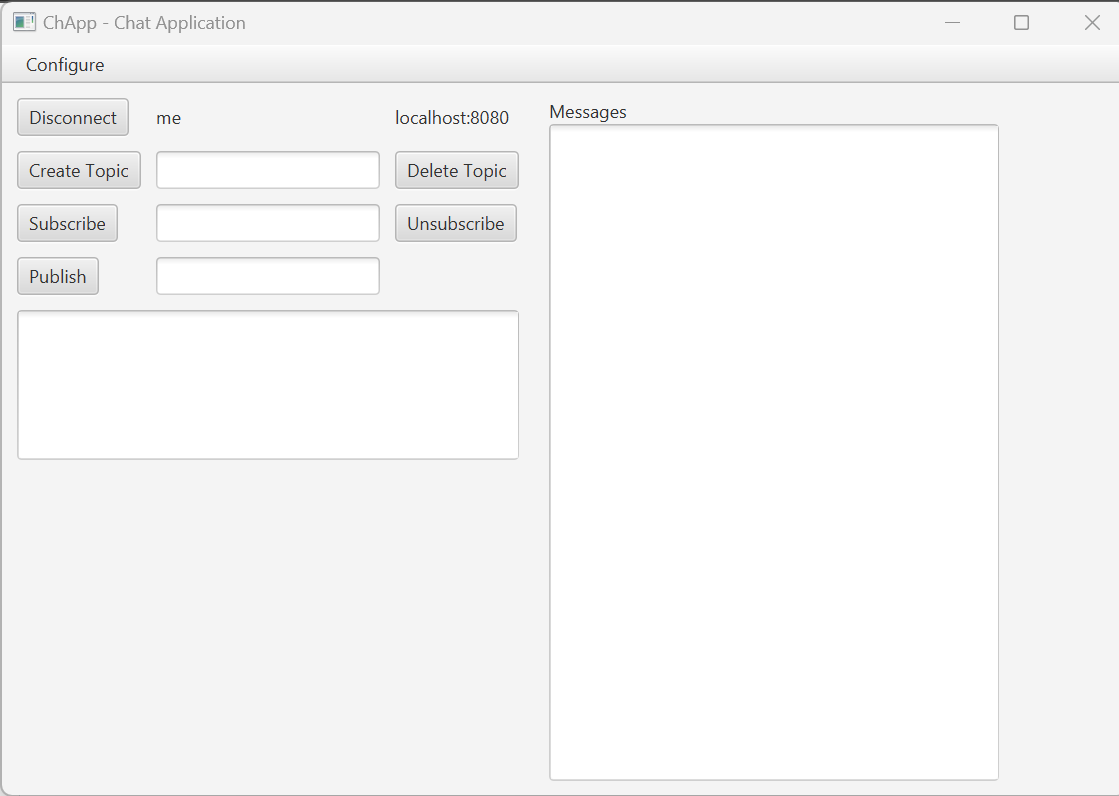 ChApp - Chat Application
Configure
Disconnect me localhost:8080
Create Topic Delete Topic
Subscribe Unsubscribe
Publish
Messages